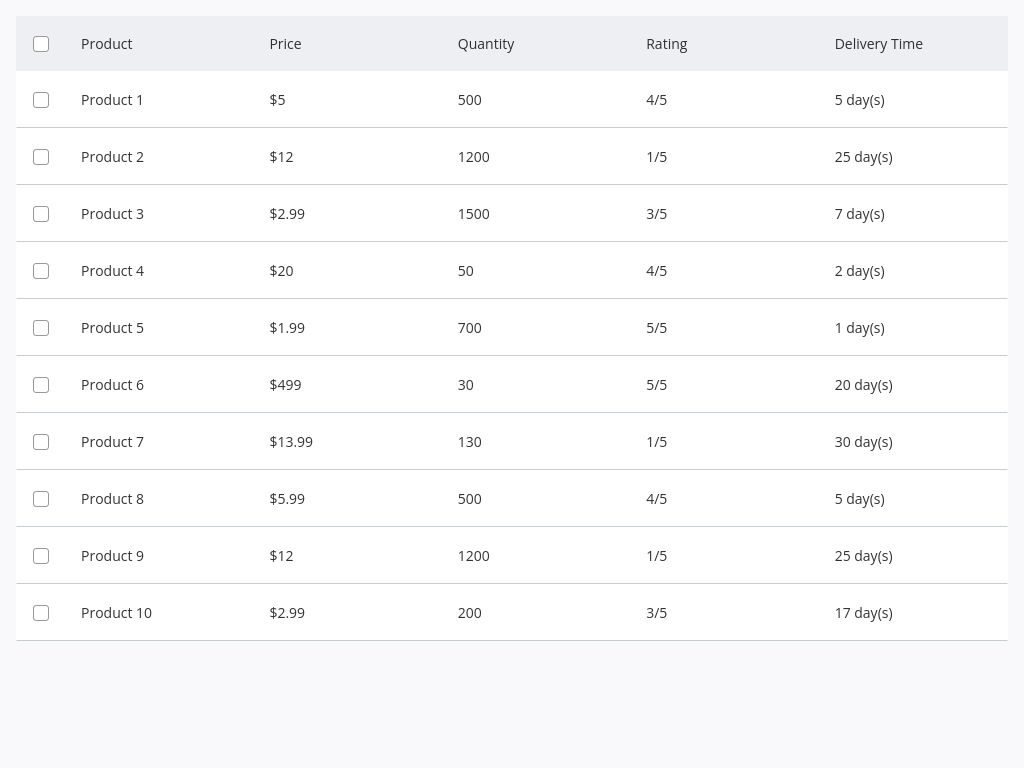 Product Price Quantity Rating Delivery Time
Product 1 $5 500 4/5 5 day(s)
Product 2 $12 1200 1/5 25 day(s)
Product 3 $2.99 1500 3/5 7 day(s)
Product 4 $20 50 4/5 2 day(s)
Product 5 $1.99 700 5/5 1 day(s)
Product 6 $499 30 5/5 20 day(s)
Product 7 $13.99 130 1/5 30 day(s)
Product 8 $5.99 500 4/5 5 day(s)
Product 9 $12 1200 1/5 25 day(s)
Product 10 $2.99 200 3/5 17 day(s)